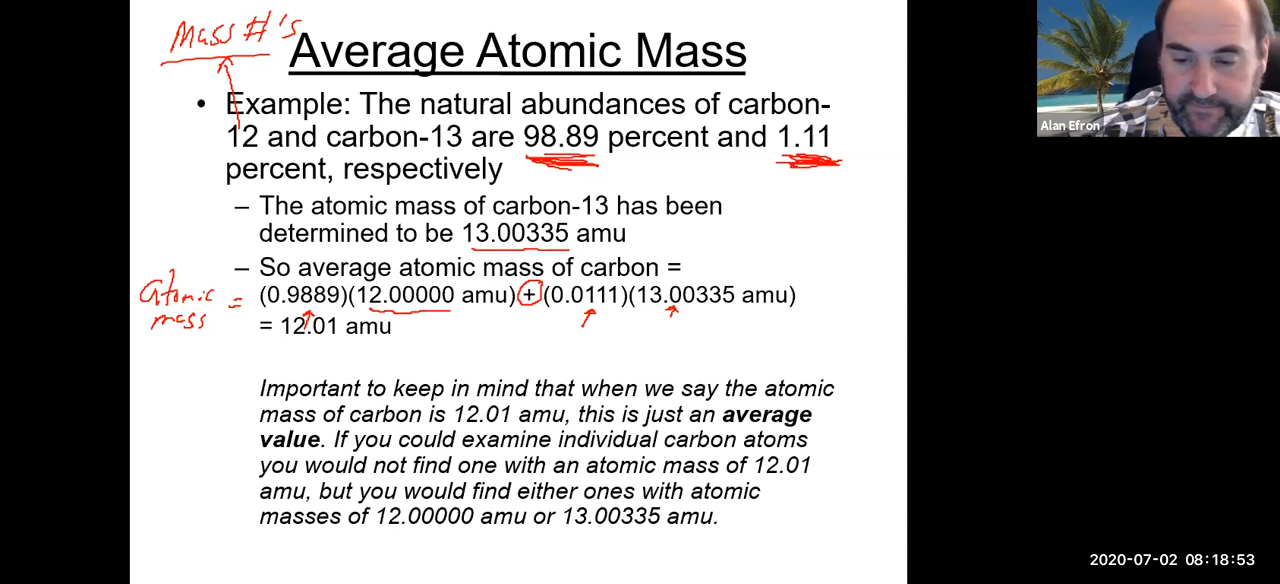 Mass #'s
Average Atomic Mass
• Example: The natural abundances of carbon-
12 and carbon-13 are 98.89 percent and 1.11
percent, respectively
– The atomic mass of carbon-13 has been
determined to be 13.00335 amu
– So average atomic mass of carbon =
atomic
mass
=
(0.9889)(12.00000 amu)+(0.0111)(13.00335 amu)
= 12.01 amu
Important to keep in mind that when we say the atomic
mass of carbon is 12.01 amu, this is just an average
value. If you could examine individual carbon atoms
you would not find one with an atomic mass of 12.01
amu, but you would find either ones with atomic
masses of 12.00000 amu or 13.00335 amu.
Alan Efron
2020-07-02 08:18:53